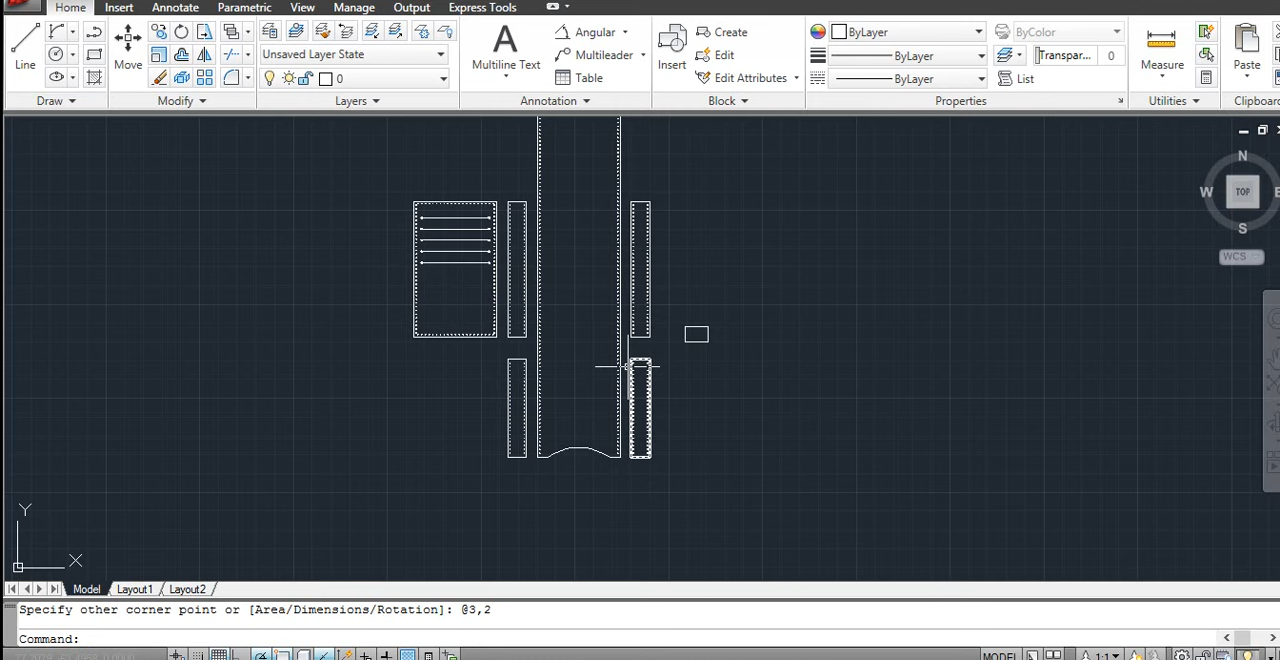 Home Insert Annotate Parametric View Manage Output Express Tools
Line
Move
Unsaved Layer State
0
Multiline Text
Angular
Multileader
Table
Insert
Create
Edit
Edit Attributes
ByLayer
ByLayer
ByLayer
ByColor
Transpar... 0
List
Measure
Paste
Draw Modify Layers Annotation Block Properties Utilities Clipboard
N
W TOP E
S
WCS
Y
X
Model Layout1 Layout2
Specify other corner point or [Area/Dimensions/Rotation]: @3,2
Command:
MODEL 1:1